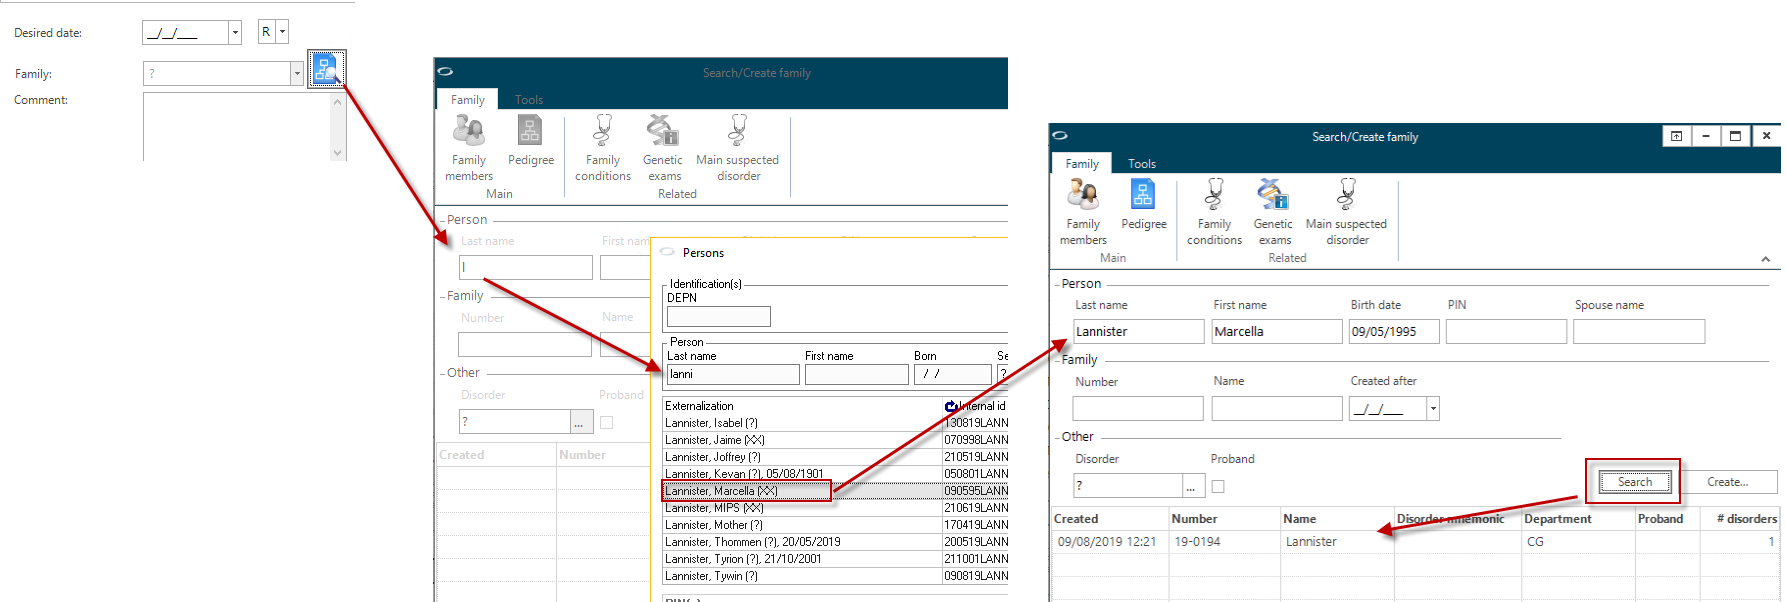 Desired date: __/__/___ R
Family: ?
Comment:
Search/Create family
Family Tools
Family members Pedigree Family conditions Genetic exams Main suspected disorder
Main Related
Person
Last name First name
l
Family
Number Name
Other
Disorder Proband
? ...
Created Number
Persons
Identification(s)
DEPN
Person
Last name First name Born Se
lanni / / ?
Externalization Internal id
Lannister, Isabel (?) 130819LANN
Lannister, Jaime (XX) 070998LANN
Lannister, Joffrey (?) 210519LANN
Lannister, Kevan (?), 05/08/1901 050801LANN
Lannister, Marcella (XX) 090595LANN
Lannister, MIPS (XX) 210619LANN
Lannister, Mother (?) 170419LANN
Lannister, Thommen (?), 20/05/2019 200519LANN
Lannister, Tyrion (?), 21/10/2001 211001LANN
Lannister, Tywin (?) 090819LANN
Search/Create family
Family Tools
Family members Pedigree Family conditions Genetic exams Main suspected disorder
Main Related
Person
Last name First name Birth date PIN Spouse name
Lannister Marcella 09/05/1995
Family
Number Name Created after
__/__/___
Other
Disorder Proband
? ... Search Create...
Created Number Name Disorder mnemonic Department Proband # disorders
09/08/2019 12:21 19-0194 Lannister CG 1